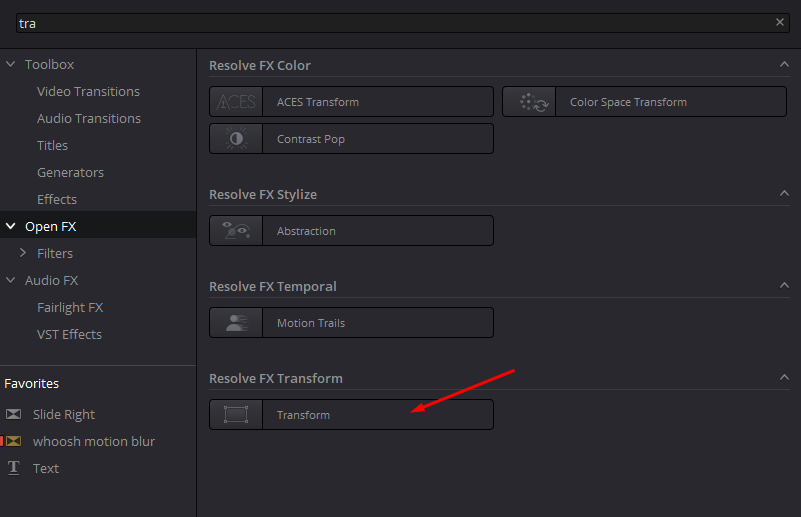 tra
Toolbox
Video Transitions
Audio Transitions
Titles
Generators
Effects
Open FX
Filters
Audio FX
Fairlight FX
VST Effects
Favorites
Slide Right
whoosh motion blur
T Text
Resolve FX Color
ACES ACES Transform
Color Space Transform
Contrast Pop
Resolve FX Stylize
Abstraction
Resolve FX Temporal
Motion Trails
Resolve FX Transform
Transform